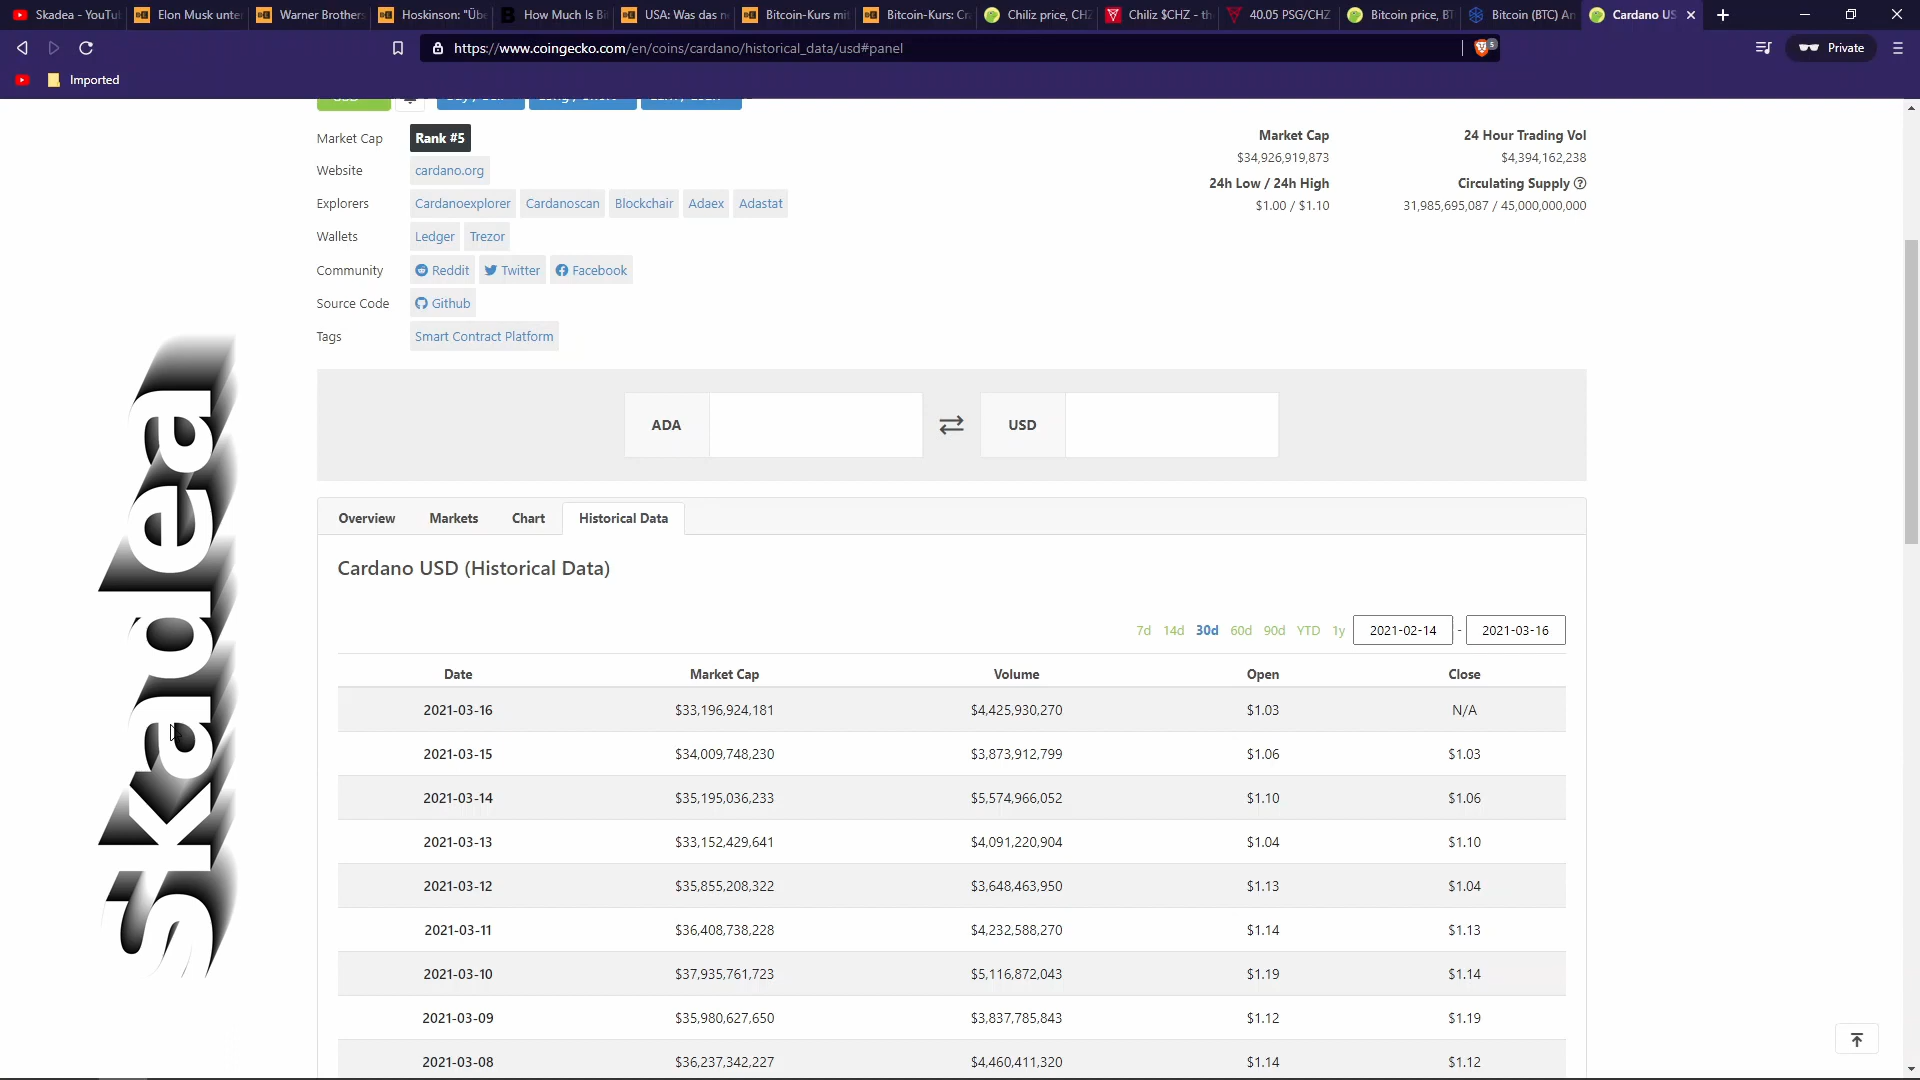 Skadea - YouTu
Elon Musk unter
Warner Brothers
Hoskinson: "Übe
How Much Is Bi
USA: Was das n
Bitcoin-Kurs mi
Bitcoin-Kurs: Cr
Chiliz price, CHZ
Chiliz $CHZ - th
40.05 PSG/CHZ
Bitcoin price, BT
Bitcoin (BTC) An
Cardano US
https://www.coingecko.com/en/coins/cardano/historical_data/usd#panel
5
Private
Imported
Market Cap Rank #5
Website cardano.org
Explorers Cardanoexplorer Cardanoscan Blockchair Adaex Adastat
Wallets Ledger Trezor
Community Reddit Twitter Facebook
Source Code Github
Tags Smart Contract Platform
Market Cap 24 Hour Trading Vol
$34,926,919,873 $4,394,162,238
24h Low / 24h High Circulating Supply
$1.00 / $1.10 31,985,695,087 / 45,000,000,000
ADA USD
Skadea
Overview Markets Chart Historical Data
Cardano USD (Historical Data)
7d 14d 30d 60d 90d YTD 1y 2021-02-14 - 2021-03-16
Date Market Cap Volume Open Close
2021-03-16 $33,196,924,181 $4,425,930,270 $1.03 N/A
2021-03-15 $34,009,748,230 $3,873,912,799 $1.06 $1.03
2021-03-14 $35,195,036,233 $5,574,966,052 $1.10 $1.06
2021-03-13 $33,152,429,641 $4,091,220,904 $1.04 $1.10
2021-03-12 $35,855,208,322 $3,648,463,950 $1.13 $1.04
2021-03-11 $36,408,738,228 $4,232,588,270 $1.14 $1.13
2021-03-10 $37,935,761,723 $5,116,872,043 $1.19 $1.14
2021-03-09 $35,980,627,650 $3,837,785,843 $1.12 $1.19
2021-03-08 $36,237,342,227 $4,460,411,320 $1.14 $1.12